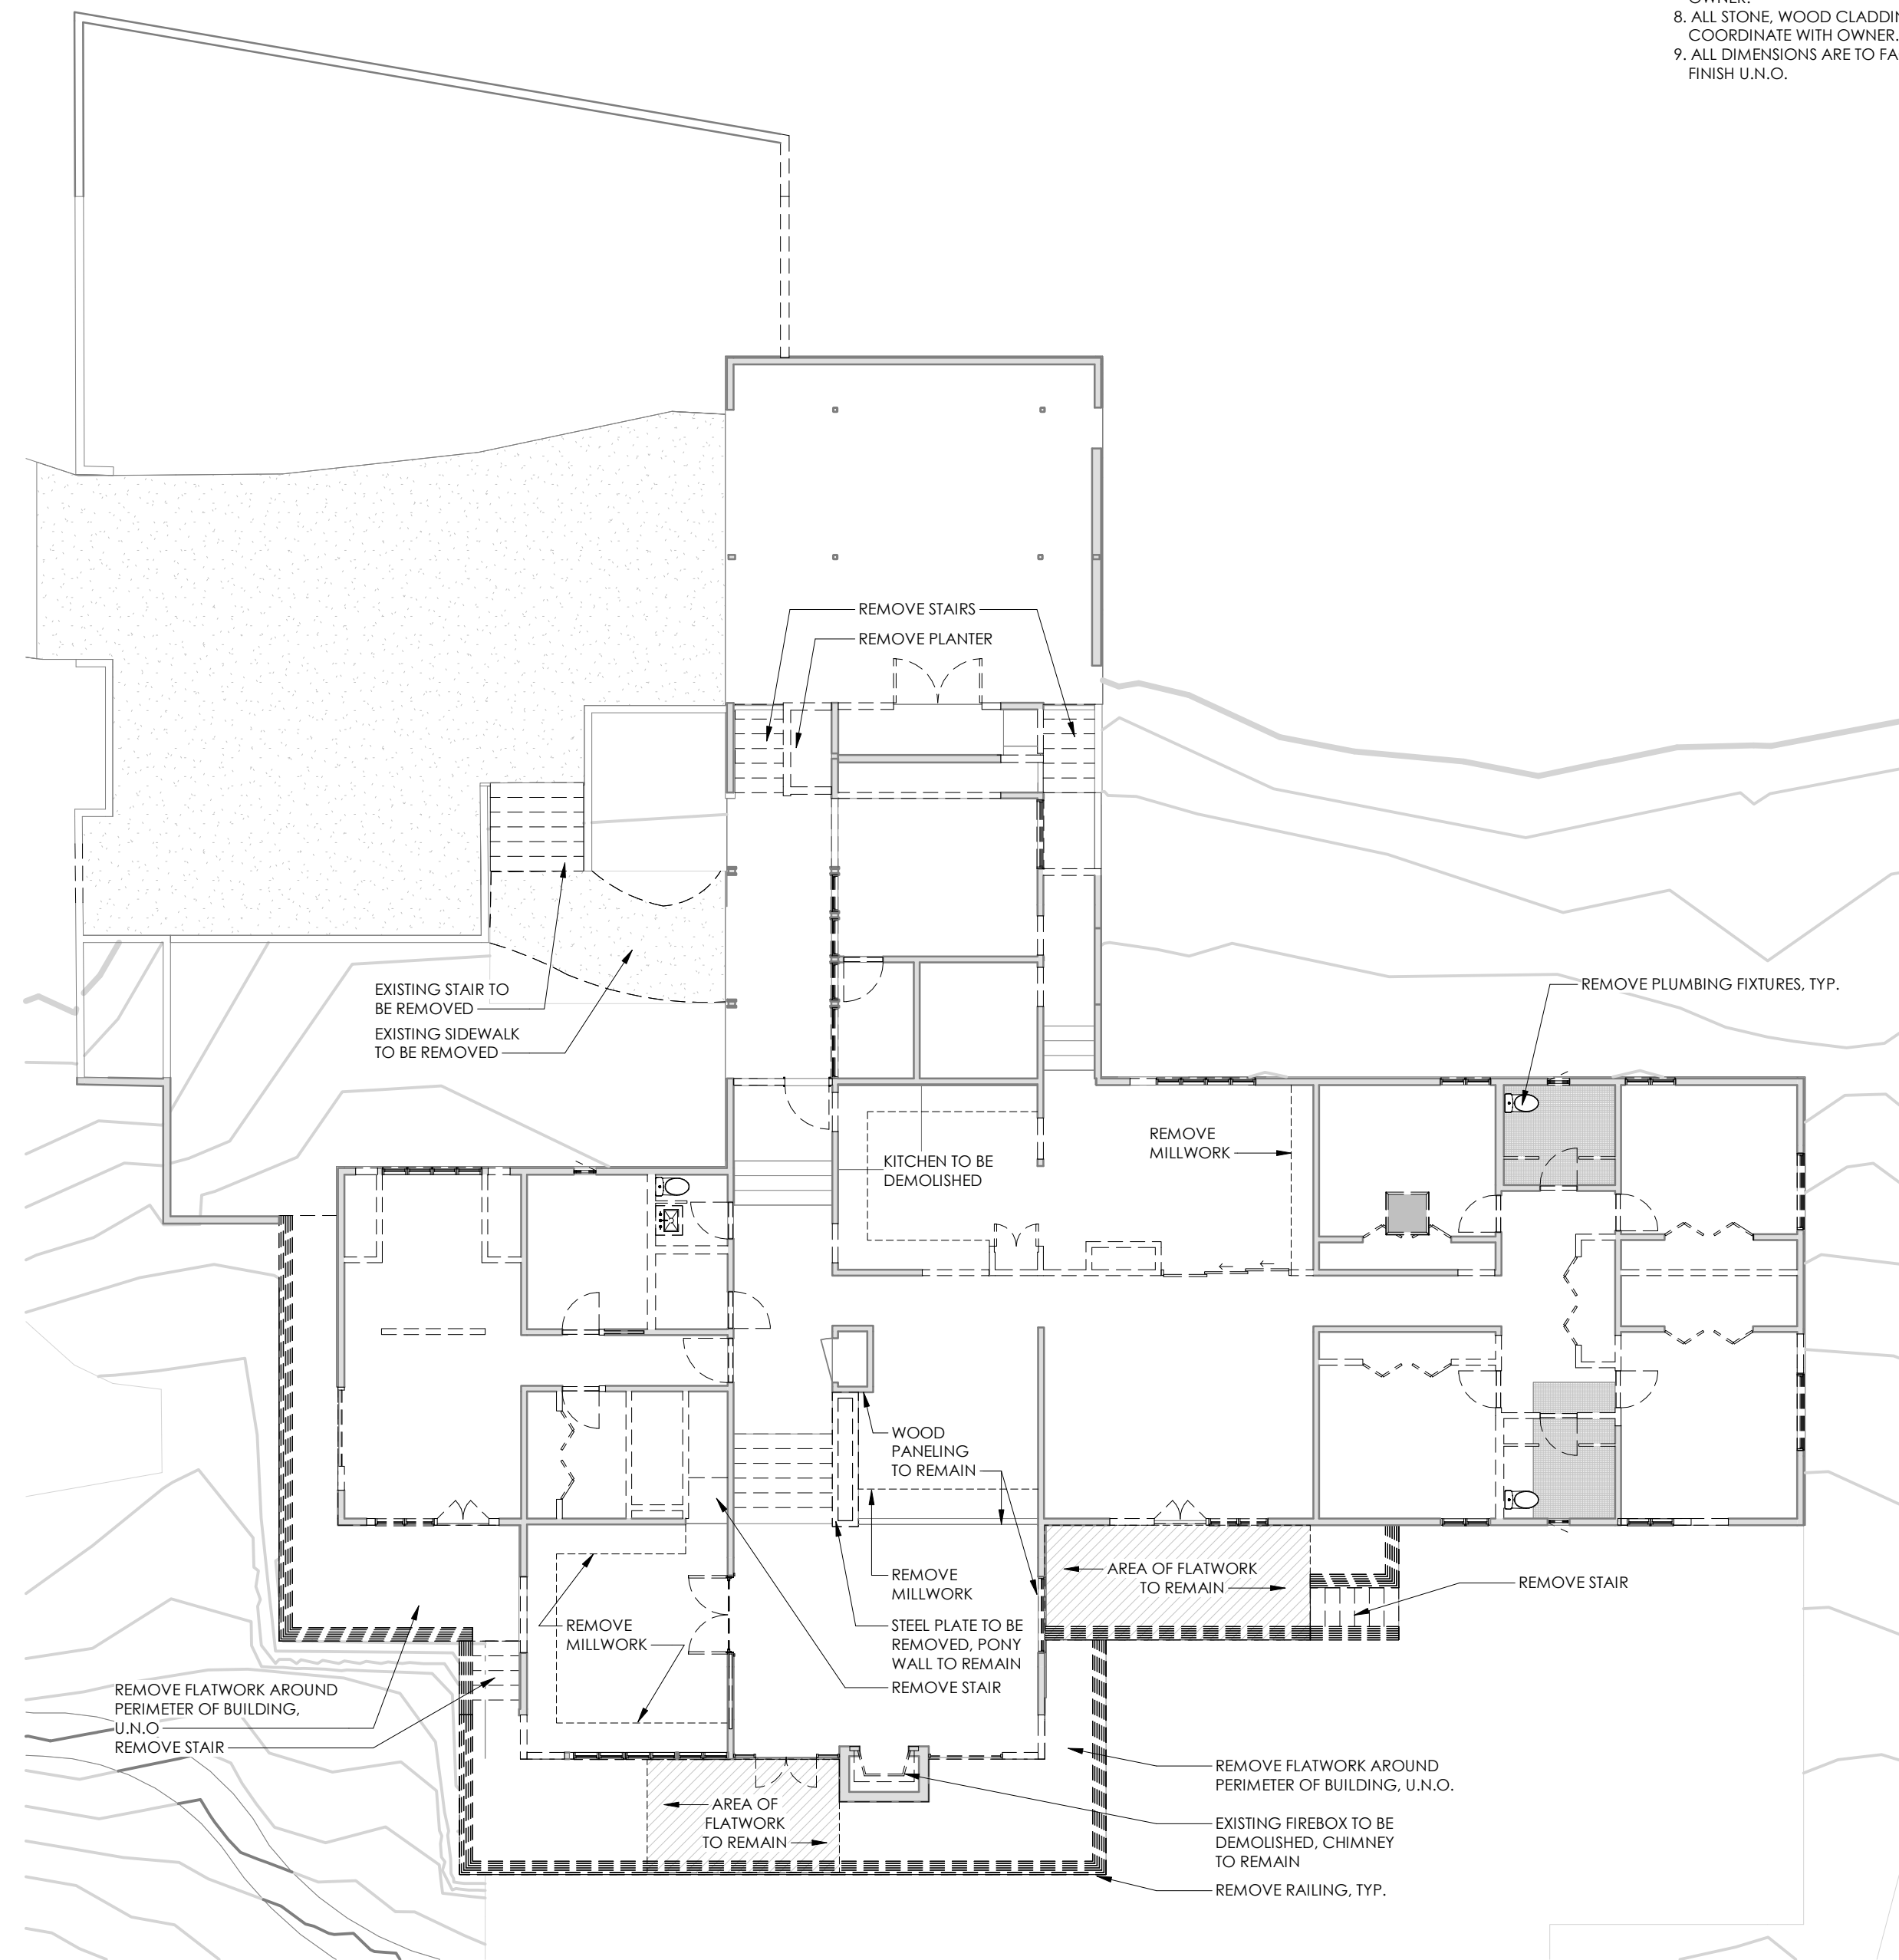 OWNER.
8. ALL STONE, WOOD CLADDIN
COORDINATE WITH OWNER.
9. ALL DIMENSIONS ARE TO FA
FINISH U.N.O.
REMOVE STAIRS
REMOVE PLANTER
EXISTING STAIR TO
BE REMOVED
EXISTING SIDEWALK
TO BE REMOVED
REMOVE PLUMBING FIXTURES, TYP.
REMOVE
MILLWORK
KITCHEN TO BE
DEMOLISHED
WOOD
PANELING
TO REMAIN
REMOVE
MILLWORK
STEEL PLATE TO BE
REMOVED, PONY
WALL TO REMAIN
REMOVE STAIR
AREA OF FLATWORK
TO REMAIN
REMOVE STAIR
REMOVE
MILLWORK
REMOVE FLATWORK AROUND
PERIMETER OF BUILDING,
U.N.O
REMOVE STAIR
AREA OF
FLATWORK
TO REMAIN
REMOVE FLATWORK AROUND
PERIMETER OF BUILDING, U.N.O.
EXISTING FIREBOX TO BE
DEMOLISHED, CHIMNEY
TO REMAIN
REMOVE RAILING, TYP.